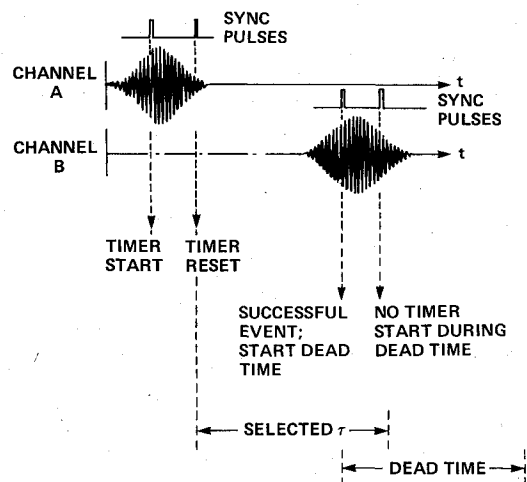 SYNC
PULSES
CHANNEL
A
t
SYNC
PULSES
CHANNEL
B
t
TIMER
START
TIMER
RESET
SUCCESSFUL
EVENT;
START DEAD
TIME
NO TIMER
START DURING
DEAD TIME
SELECTED τ
DEAD TIME